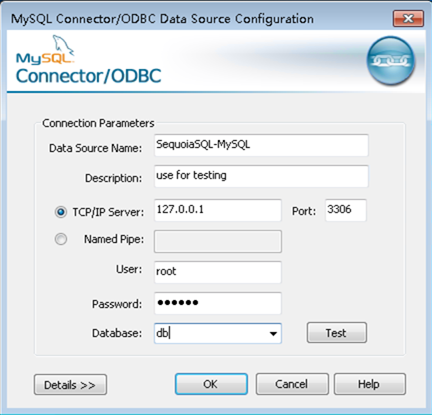 MySQL Connector/ODBC Data Source Configuration
MySQL
Connector/ODBC
Connection Parameters
Data Source Name: SequoiaSQL-MySQL
Description: use for testing
TCP/IP Server: 127.0.0.1 Port: 3306
Named Pipe:
User: root
Password: ●●●●●●
Database: db
Test
Details >> OK Cancel Help